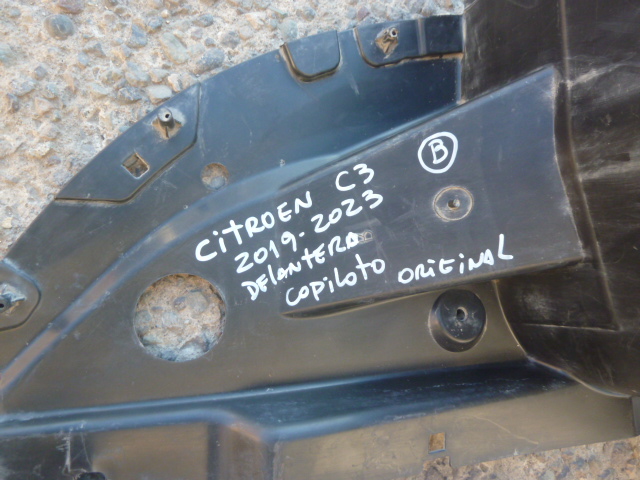 B
CITROEN C3
2019-2023
DELANTERA
COPILOTO ORIGINAL